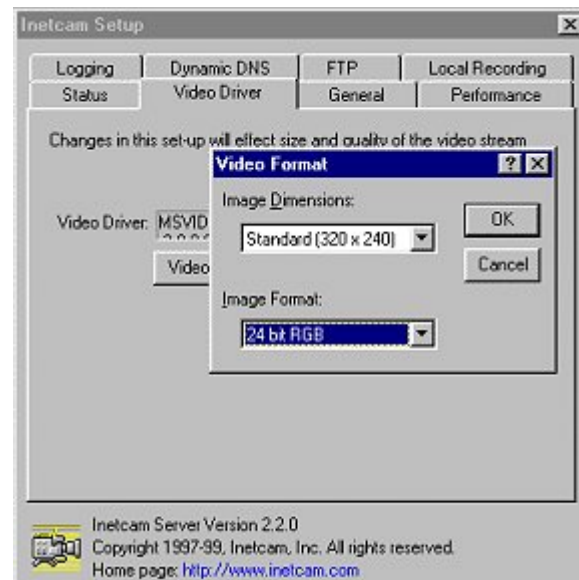 Inetcam Setup
Logging Dynamic DNS FTP Local Recording
Status Video Driver General Performance
Changes in this set-up will effect size and quality of the video stream
Video Format
Image Dimensions:
Standard (320 x 240)
OK
Cancel
Image Format:
24 bit RGB
Video Driver: MSVID
Video
Inetcam Server Version 2.2.0
Copyright 1997-99, Inetcam, Inc. All rights reserved.
Home page: http://www.inetcam.com